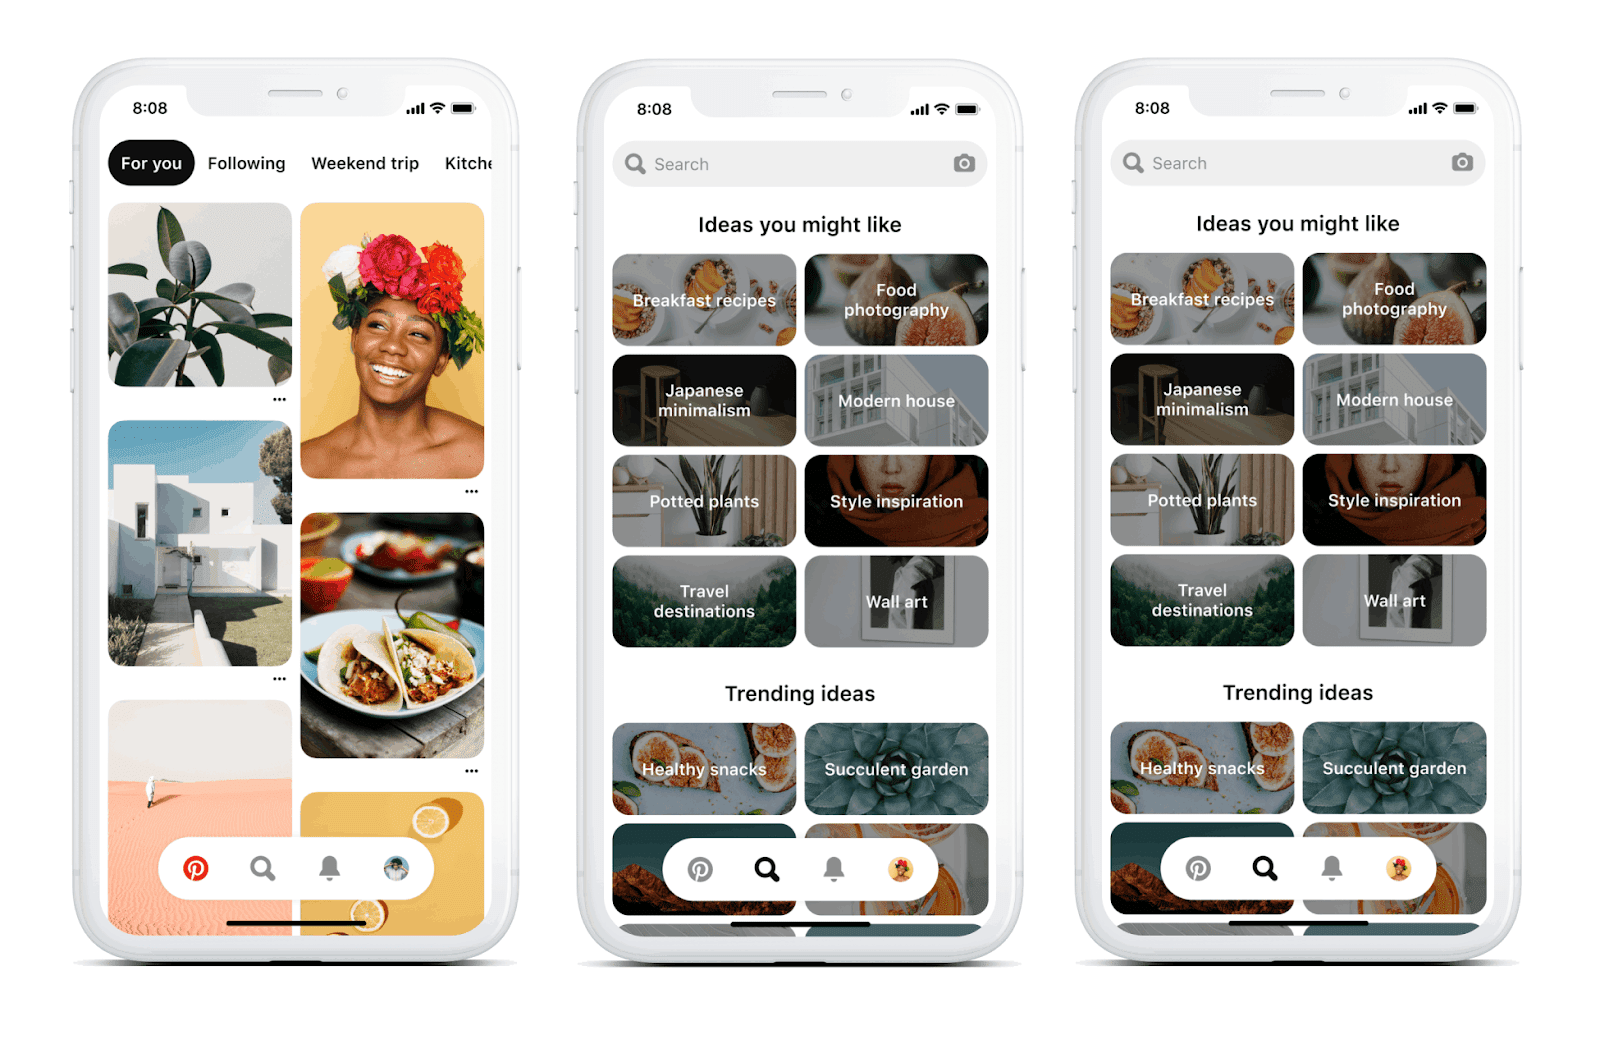 8:08
For you Following Weekend trip Kitche
8:08
Search
Ideas you might like
Breakfast recipes
Food
photography
Japanese
minimalism
Modern house
Potted plants
Style inspiration
Travel
destinations
Wall art
Trending ideas
Healthy snacks
Succulent garden
8:08
Search
Ideas you might like
Breakfast recipes
Food
photography
Japanese
minimalism
Modern house
Potted plants
Style inspiration
Travel
destinations
Wall art
Trending ideas
Healthy snacks
Succulent garden